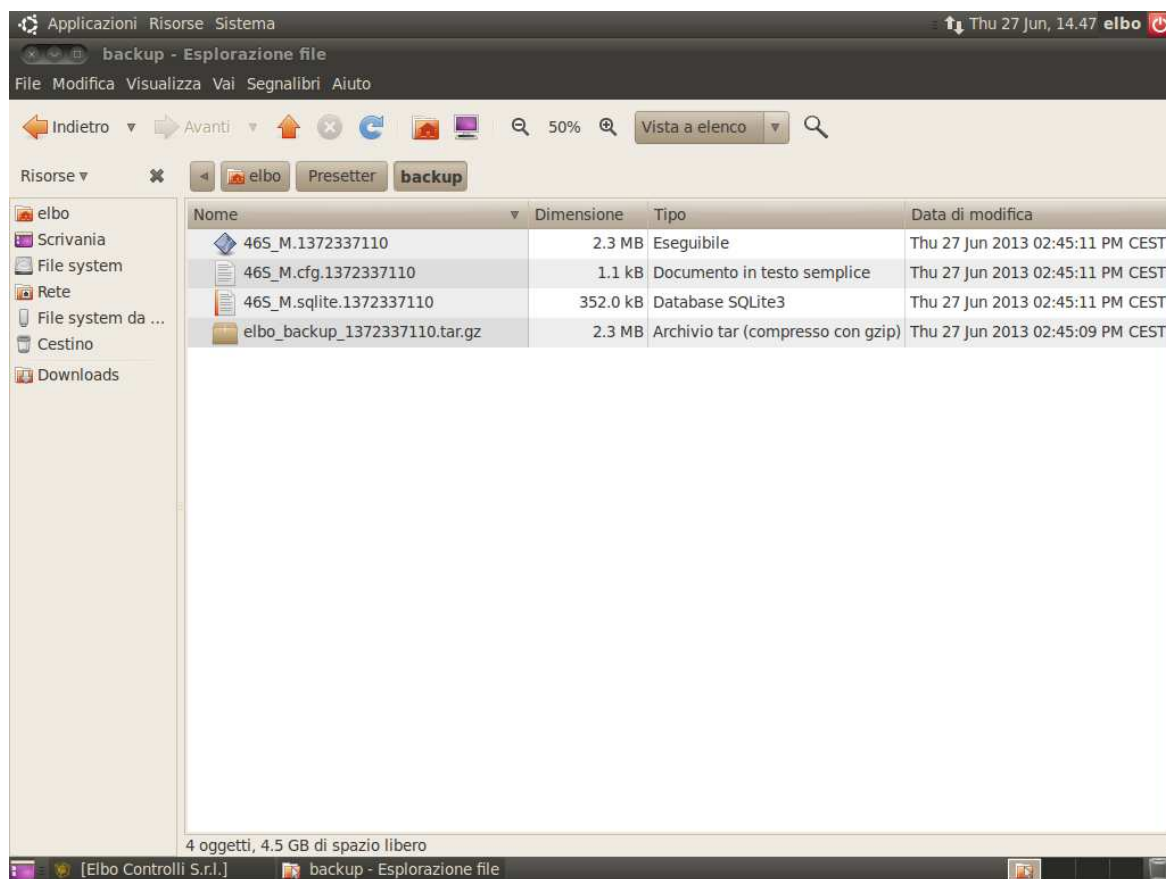 Applicazioni Risorse Sistema
Thu 27 Jun, 14.47 elbo
backup - Esplorazione file
File Modifica Visualizza Vai Segnalibri Aiuto
Indietro Avanti 50% Vista a elenco
Risorse elbo Presetter backup
elbo
Scrivania
File system
Rete
File system da ...
Cestino
Downloads
Nome Dimensione Tipo Data di modifica
46S_M.1372337110 2.3 MB Eseguibile Thu 27 Jun 2013 02:45:11 PM CEST
46S_M.cfg.1372337110 1.1 kB Documento in testo semplice Thu 27 Jun 2013 02:45:11 PM CEST
46S_M.sqlite.1372337110 352.0 kB Database SQLite3 Thu 27 Jun 2013 02:45:11 PM CEST
elbo_backup_1372337110.tar.gz 2.3 MB Archivio tar (compresso con gzip) Thu 27 Jun 2013 02:45:09 PM CEST
4 oggetti, 4.5 GB di spazio libero
[Elbo Controlli S.r.l.] backup - Esplorazione file